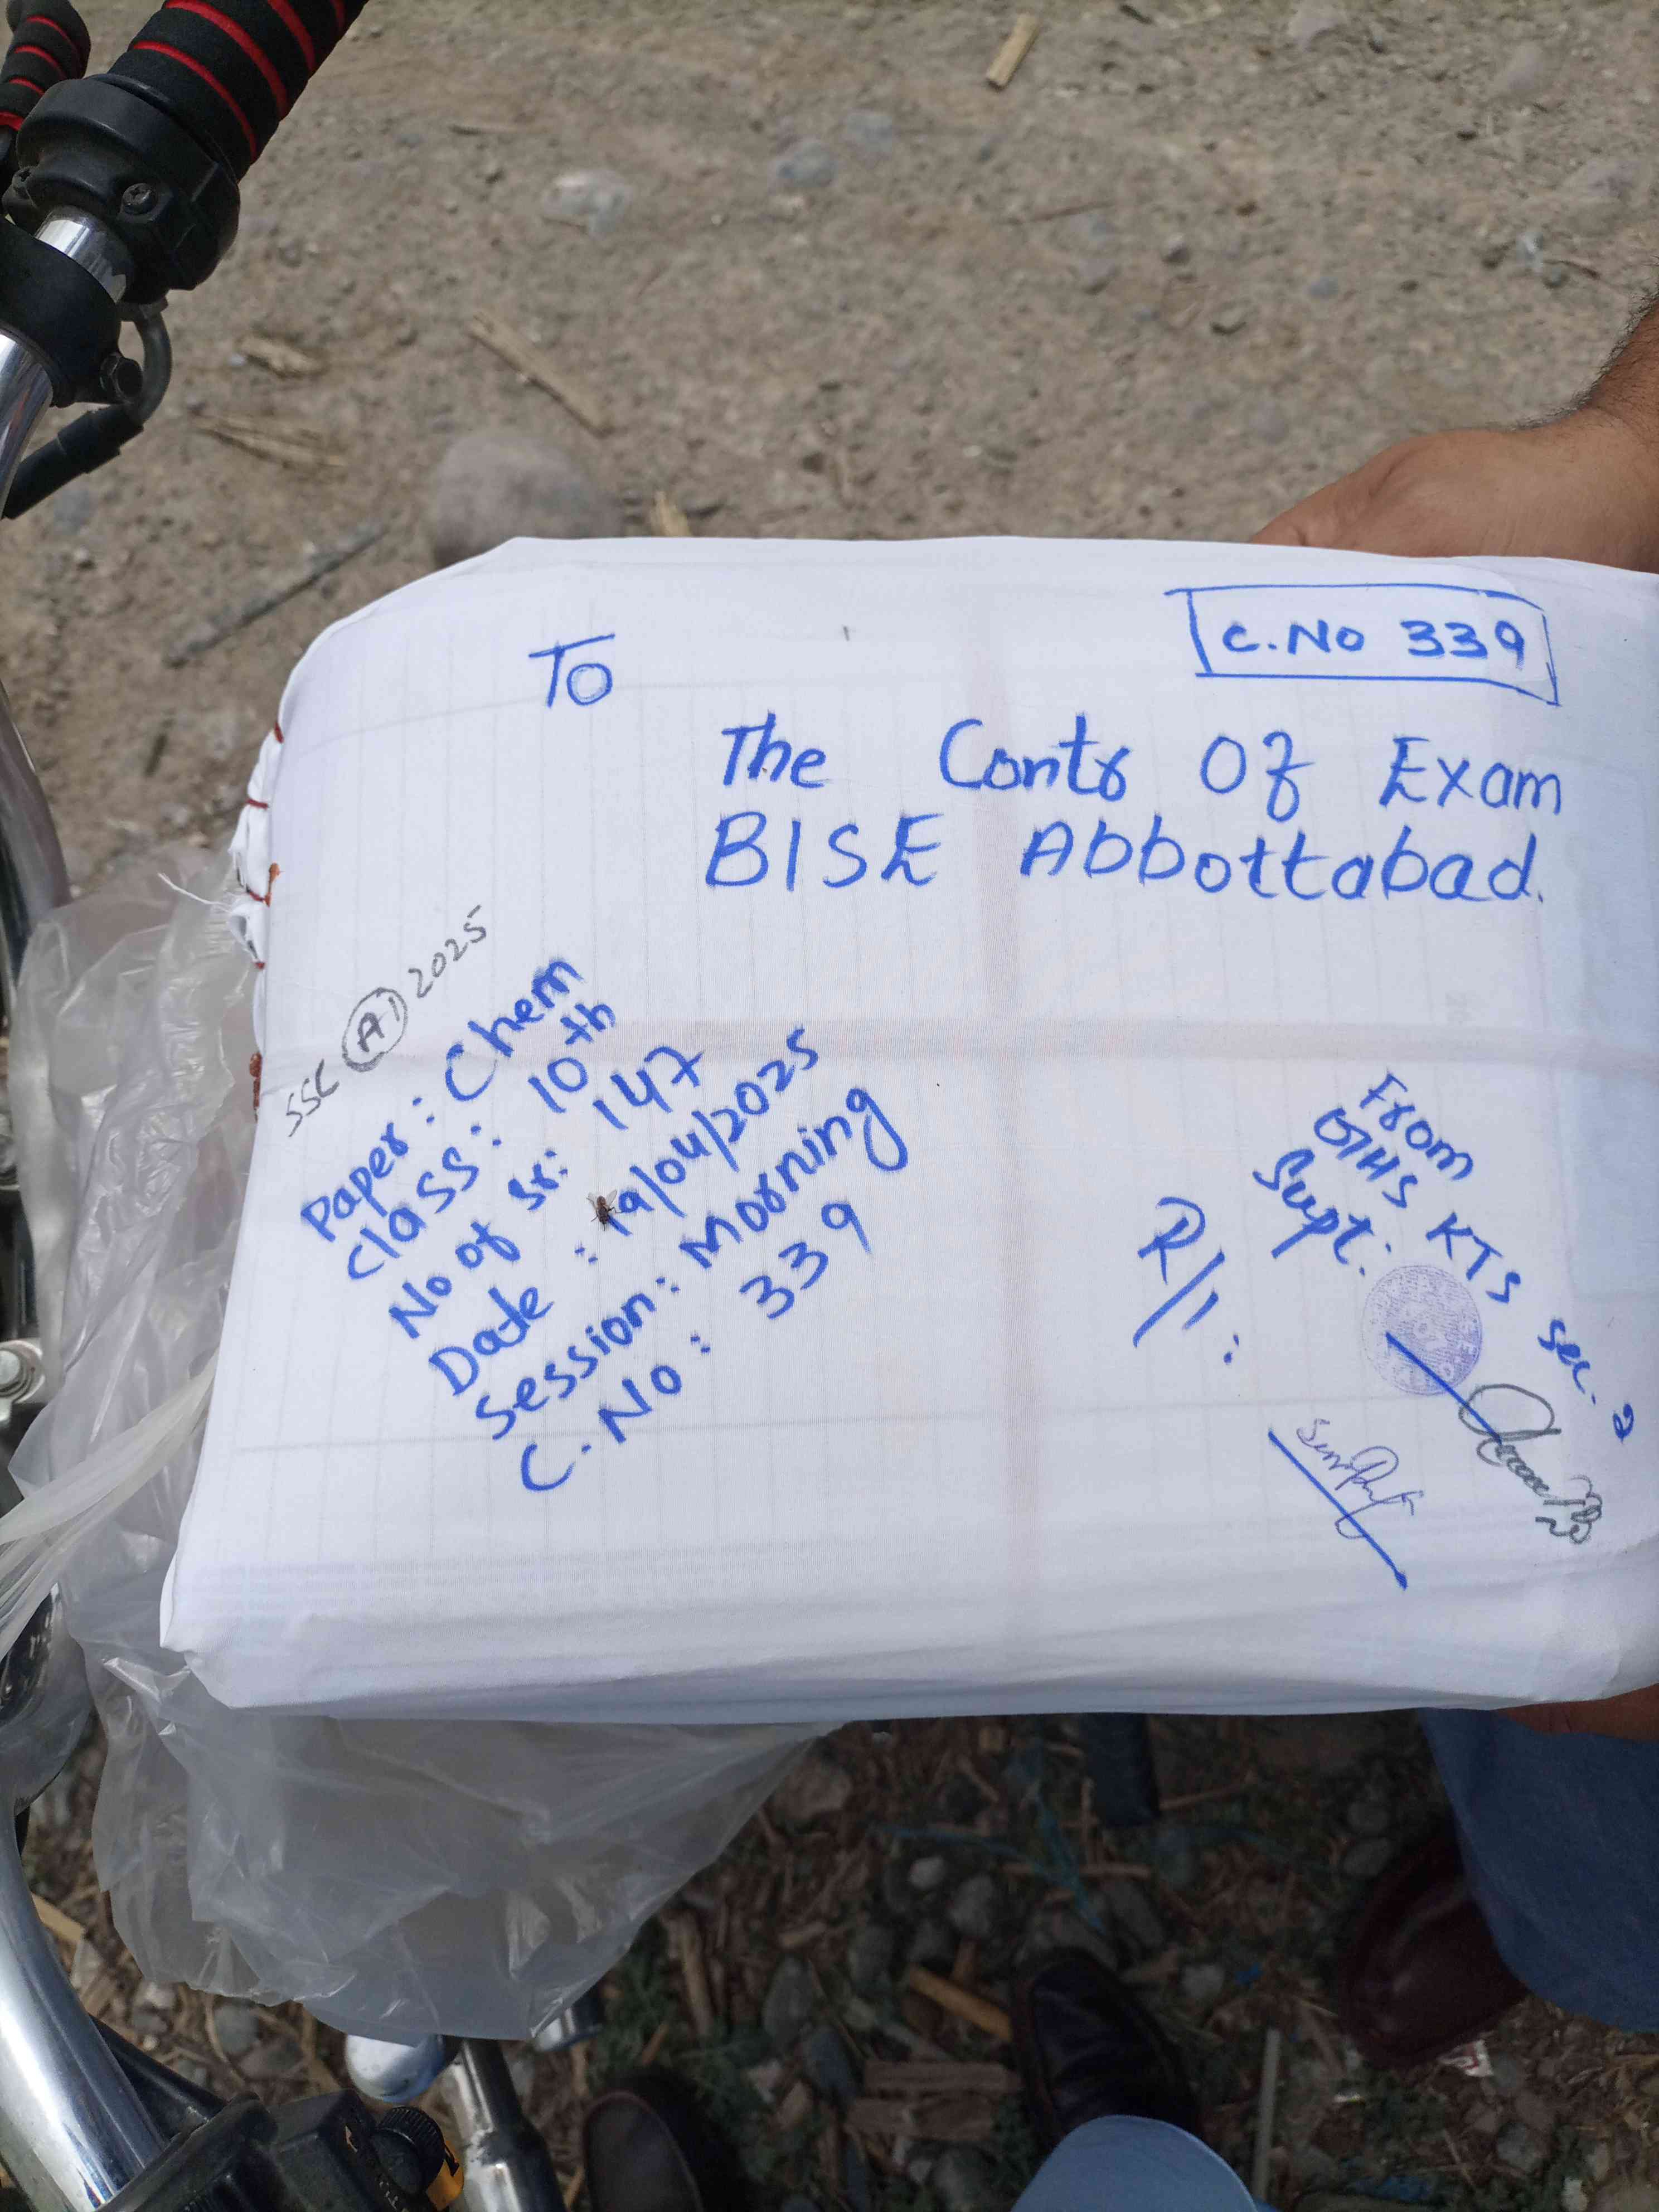 C.No 339
To
The Contr Of Exam
BISE Abbottabad.
SSC A1 2025
Paper: Chem
Class: 10th
No of Sr: 147
Date: 19/04/2025
Session: Morning
C.No: 339
From
GHS KTS Sec. 2
Supt:
R/I: